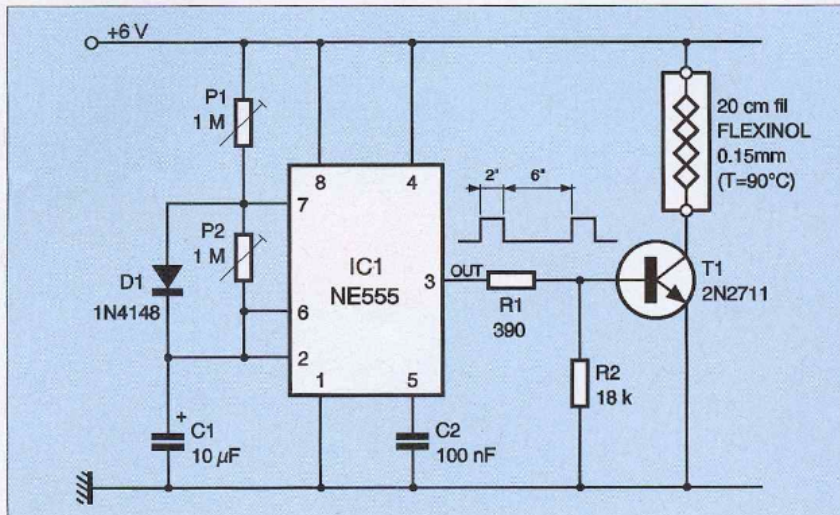 +6 V
P1
1 M
8
4
20 cm fil
FLEXINOL
0.15mm
(T=90°C)
7
2"
6"
P2
1 M
IC1
NE555
3
OUT
T1
2N2711
D1
1N4148
6
R1
390
2
R2
18 k
1
5
+
C1
10 µF
C2
100 nF